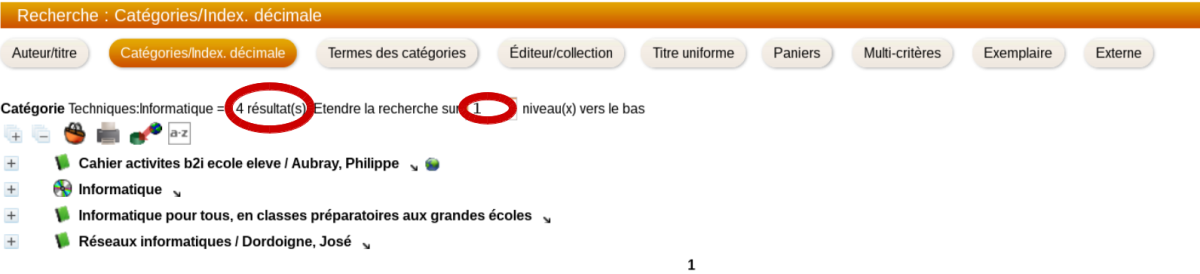 Recherche : Catégories/Index. décimale
Auteur/titre Catégories/Index. décimale Termes des catégories Éditeur/collection Titre uniforme Paniers Multi-critères Exemplaire Externe
Catégorie Techniques:Informatique = 4 résultat(s) Etendre la recherche sur 1 niveau(x) vers le bas
a-z
Cahier activites b2i ecole eleve / Aubray, Philippe
Informatique
Informatique pour tous, en classes préparatoires aux grandes écoles
Réseaux informatiques / Dordoigne, José
1